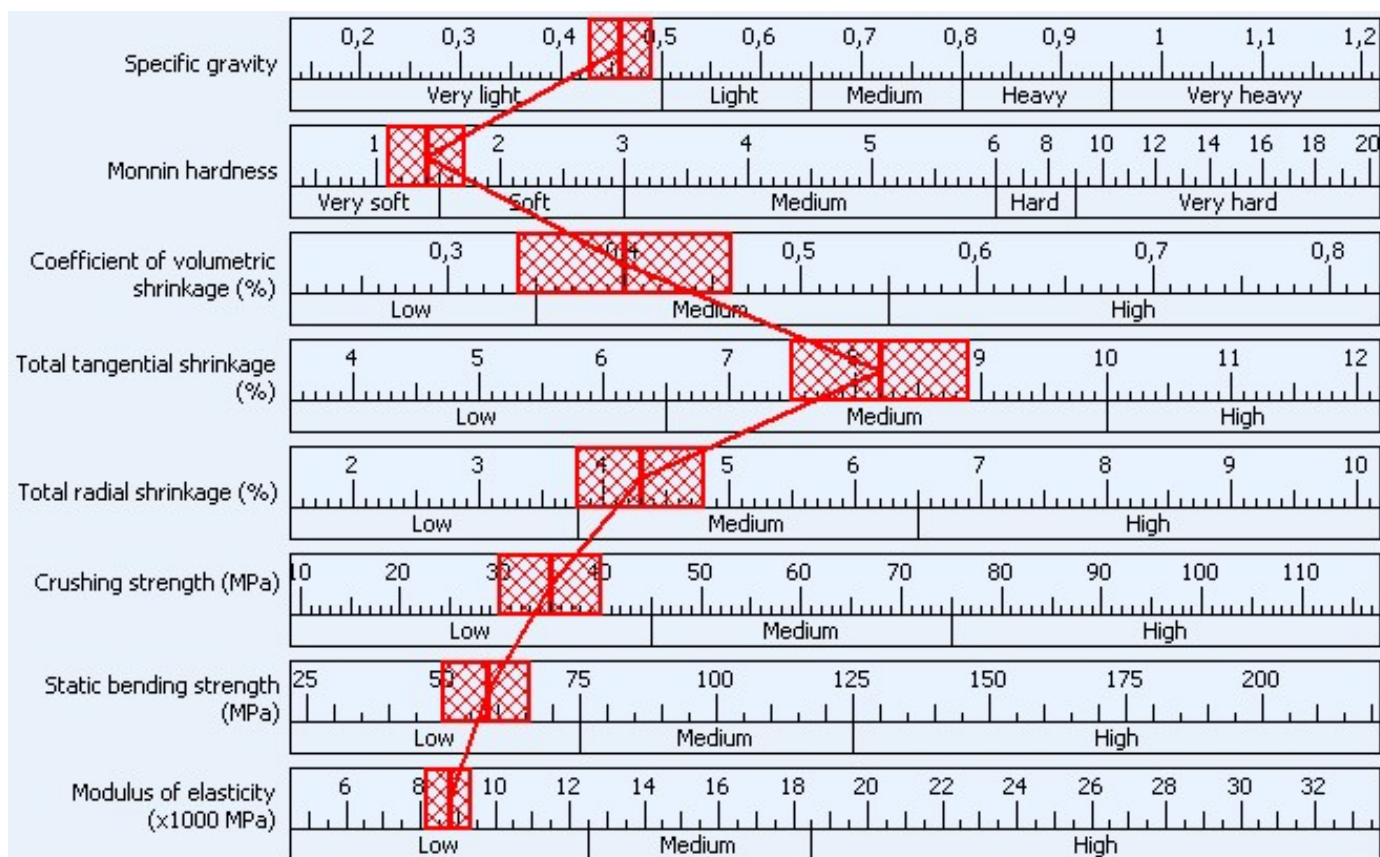 0,2 0,3 0,4 0,5 0,6 0,7 0,8 0,9 1 1,1 1,2
Specific gravity
Very light Light Medium Heavy Very heavy
1 2 3 4 5 6 8 10 12 14 16 18 20
Monnin hardness
Very soft Soft Medium Hard Very hard
0,3 0,4 0,5 0,6 0,7 0,8
Coefficient of volumetric
shrinkage (%)
Low Medium High
4 5 6 7 8 9 10 11 12
Total tangential shrinkage
(%)
Low Medium High
2 3 4 5 6 7 8 9 10
Total radial shrinkage (%)
Low Medium High
10 20 30 40 50 60 70 80 90 100 110
Crushing strength (MPa)
Low Medium High
25 50 75 100 125 150 175 200
Static bending strength
(MPa)
Low Medium High
6 8 10 12 14 16 18 20 22 24 26 28 30 32
Modulus of elasticity
(x1000 MPa)
Low Medium High